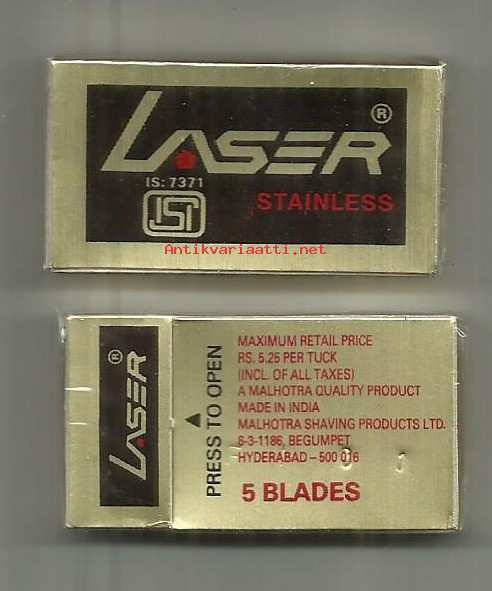 LASER ®
IS: 7371
ISI
STAINLESS
Antikvariaatti.net
LASER ®
PRESS TO OPEN
MAXIMUM RETAIL PRICE
RS. 5.25 PER TUCK
(INCL. OF ALL TAXES)
A MALHOTRA QUALITY PRODUCT
MADE IN INDIA
MALHOTRA SHAVING PRODUCTS LTD.
6-3-1186, BEGUMPET
HYDERABAD – 500 016
5 BLADES